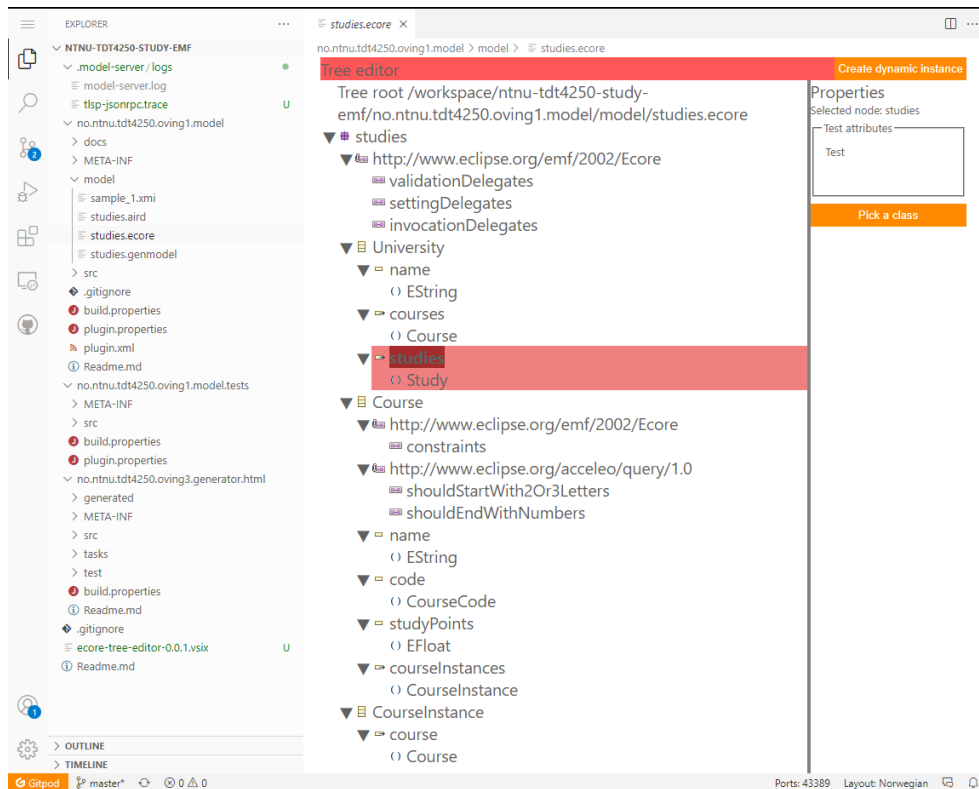 EXPLORER
···
NTNU-TDT4250-STUDY-EMF
.model-server / logs
model-server.log
tlsp-jsonrpc.trace
U
no.ntnu.tdt4250.oving1.model
docs
META-INF
model
sample_1.xmi
studies.aird
studies.ecore
studies.genmodel
src
.gitignore
build.properties
plugin.properties
plugin.xml
Readme.md
no.ntnu.tdt4250.oving1.model.tests
META-INF
src
build.properties
plugin.properties
no.ntnu.tdt4250.oving3.generator.html
generated
META-INF
src
tasks
test
build.properties
Readme.md
.gitignore
ecore-tree-editor-0.0.1.vsix
U
Readme.md
OUTLINE
TIMELINE
2
1
studies.ecore
no.ntnu.tdt4250.oving1.model > model > studies.ecore
Tree editor
Create dynamic instance
Tree root /workspace/ntnu-tdt4250-study-
emf/no.ntnu.tdt4250.oving1.model/model/studies.ecore
studies
http://www.eclipse.org/emf/2002/Ecore
validationDelegates
settingDelegates
invocationDelegates
University
name
EString
courses
Course
studies
Study
Course
http://www.eclipse.org/emf/2002/Ecore
constraints
http://www.eclipse.org/acceleo/query/1.0
shouldStartWith2Or3Letters
shouldEndWithNumbers
name
EString
code
CourseCode
studyPoints
EFloat
courseInstances
CourseInstance
CourseInstance
course
Course
Properties
Selected node: studies
Test attributes
Test
Pick a class
Gitpod
master*
0
0
Ports: 43389
Layout: Norwegian